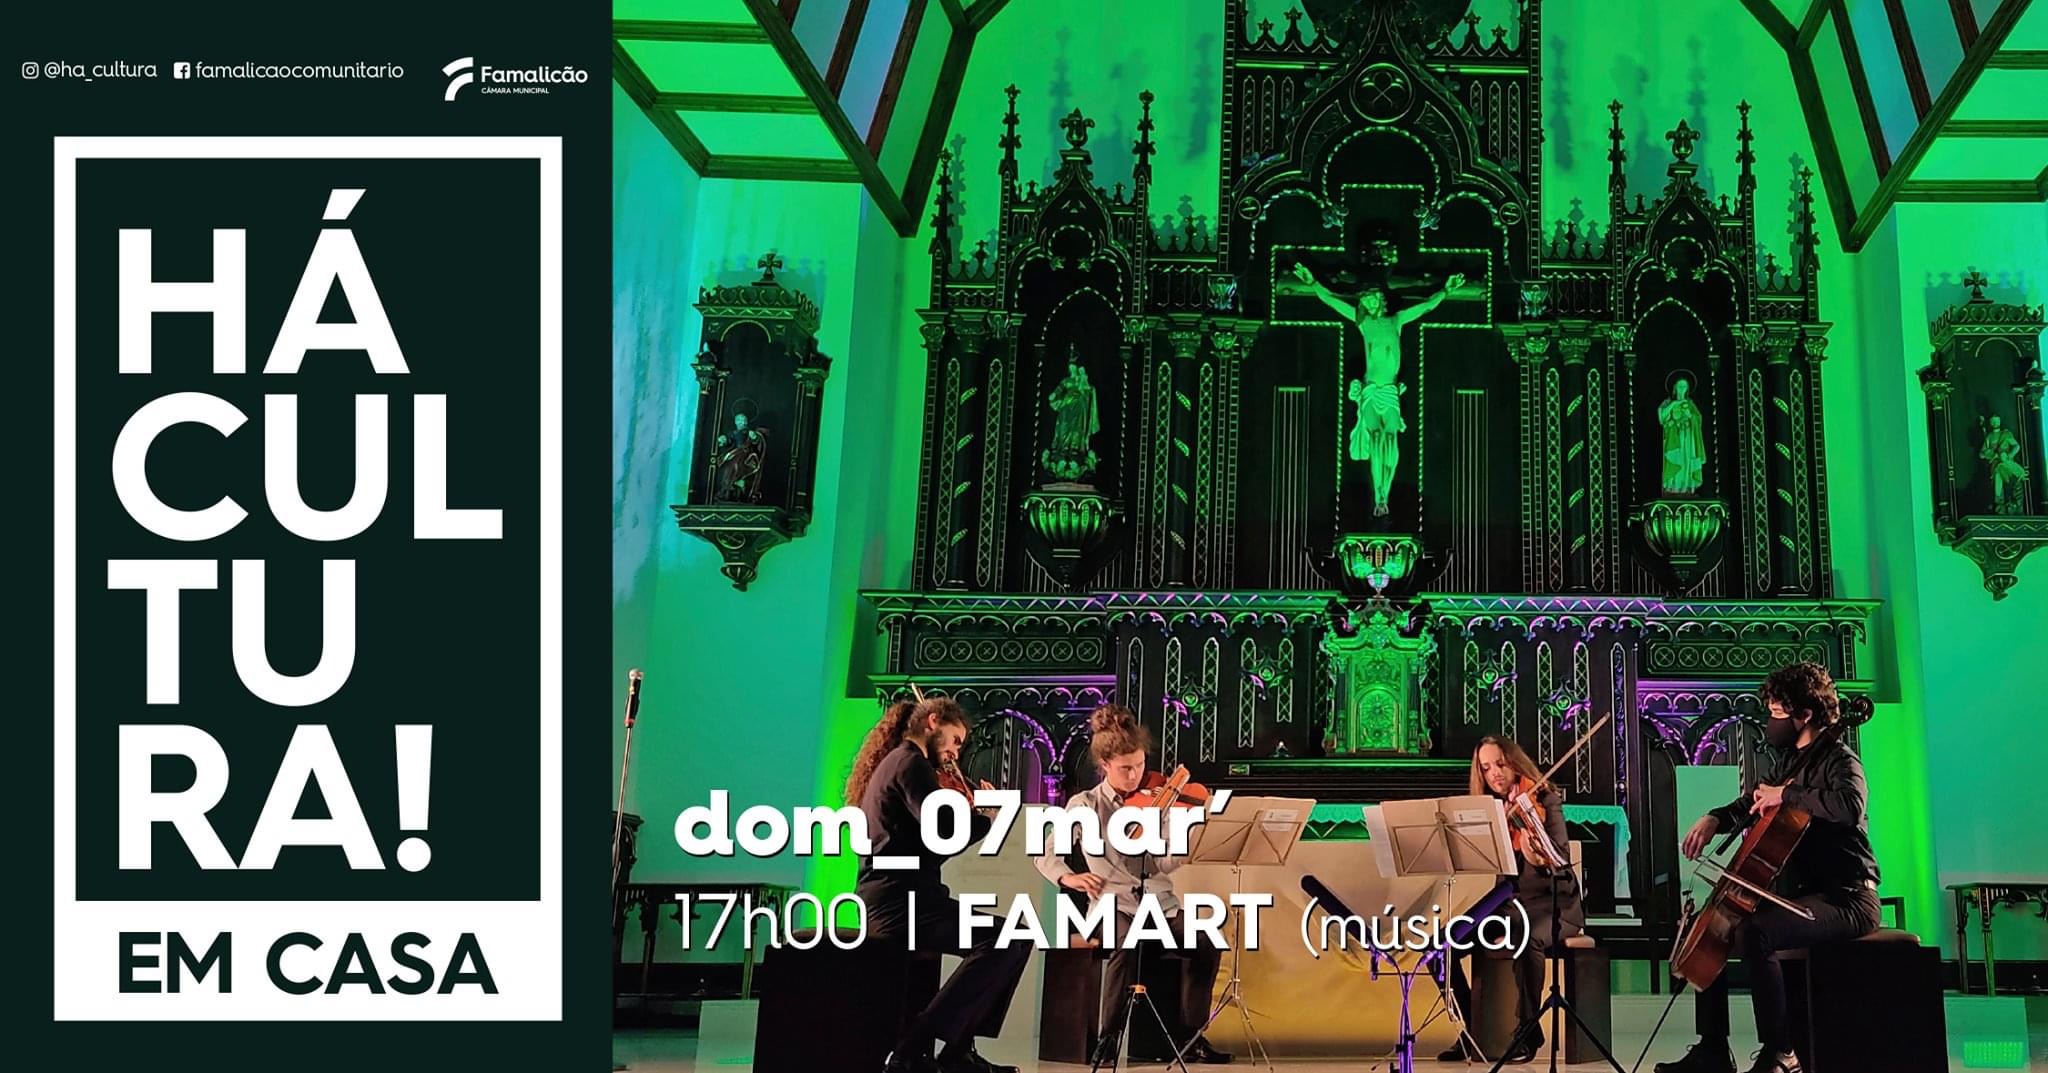 @ha_cultura famalicaocomunitario
Famalicão
CÂMARA MUNICIPAL
HÁ
CUL
TU
RA!
EM CASA
dom_07mar'
17h00 | FAMART (música)